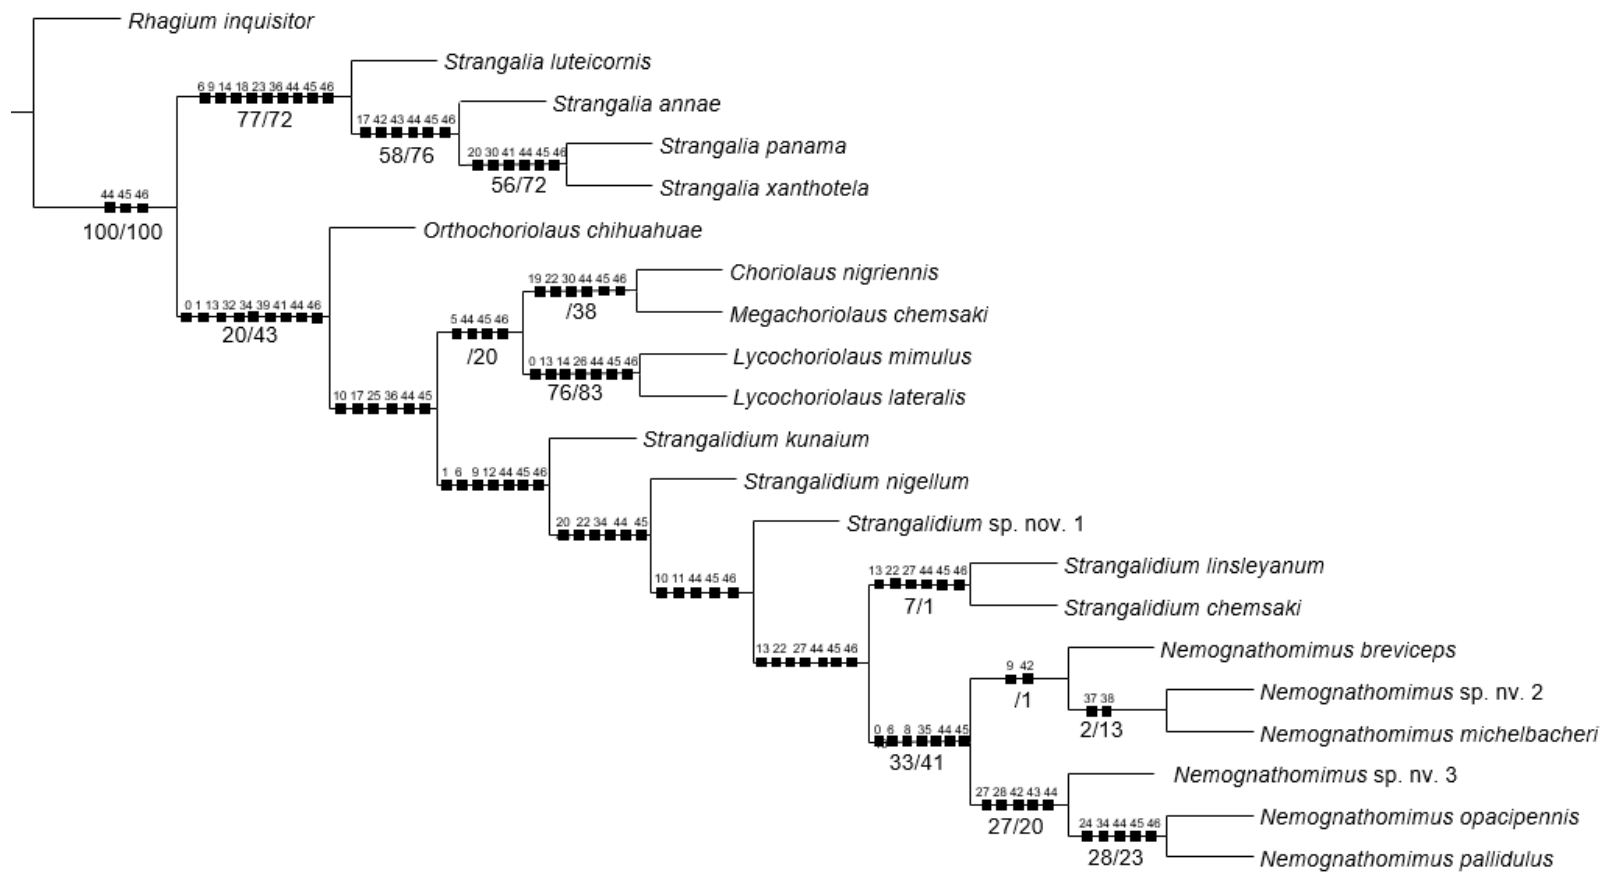 Rhagium inquisitor
Strangalia luteicornis
6 9 14 18 23 36 44 45 46
77/72
Strangalia annae
17 42 43 44 45 46
58/76
Strangalia panama
20 30 41 44 45 46
56/72
Strangalia xanthotela
44 45 46
100/100
Orthochoriolaus chihuahuae
0 1 13 32 34 39 41 44 46
20/43
Choriolaus nigriennis
19 22 30 44 45 46
/38
Megachoriolaus chemsaki
5 44 45 46
/20
Lycochoriolaus mimulus
0 13 14 26 44 45 46
76/83
Lycochoriolaus lateralis
10 17 25 36 44 45
Strangalidium kunaium
1 6 9 12 44 45 46
Strangalidium nigellum
20 22 34 44 45
Strangalidium sp. nov. 1
10 11 44 45 46
Strangalidium linsleyanum
13 22 27 44 45 46
7/1
Strangalidium chemsaki
13 22 27 44 45 46
Nemognathomimus breviceps
9 42
/1
Nemognathomimus sp. nv. 2
37 38
2/13
Nemognathomimus michelbacheri
0 6 8 35 44 45
33/41
Nemognathomimus sp. nv. 3
27 28 42 43 44
27/20
Nemognathomimus opacipennis
24 34 44 45 46
28/23
Nemognathomimus pallidulus